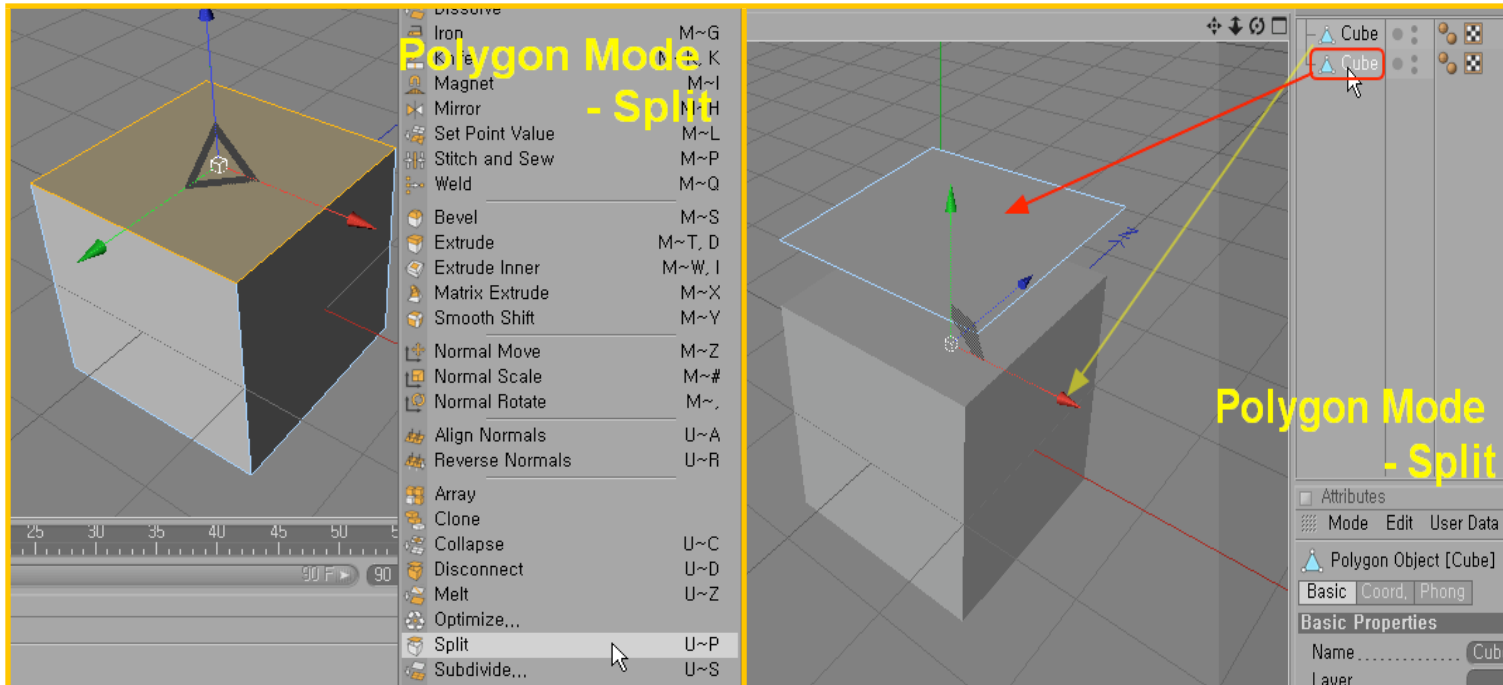 Dissolve
Iron M~G
Knife M~K, K
Magnet M~I
Mirror M~H
Set Point Value M~L
Stitch and Sew M~P
Weld M~Q
Bevel M~S
Extrude M~T, D
Extrude Inner M~W, I
Matrix Extrude M~X
Smooth Shift M~Y
Normal Move M~Z
Normal Scale M~#
Normal Rotate M~,
Align Normals U~A
Reverse Normals U~R
Array
Clone
Collapse U~C
Disconnect U~D
Melt U~Z
Optimize...
Split U~P
Subdivide... U~S
Polygon Mode
- Split
25 30 35 40 45 50
90 F 90
Cube
Cube
Polygon Mode
- Split
Attributes
Mode Edit User Data
Polygon Object [Cube]
Basic Coord. Phong
Basic Properties
Name
Layer